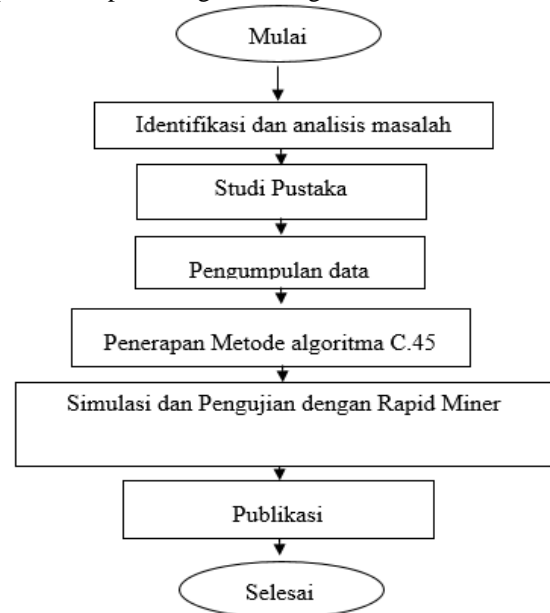 Mulai
Identifikasi dan analisis masalah
Studi Pustaka
Pengumpulan data
Penerapan Metode algoritma C.45
Simulasi dan Pengujian dengan Rapid Miner
Publikasi
Selesai